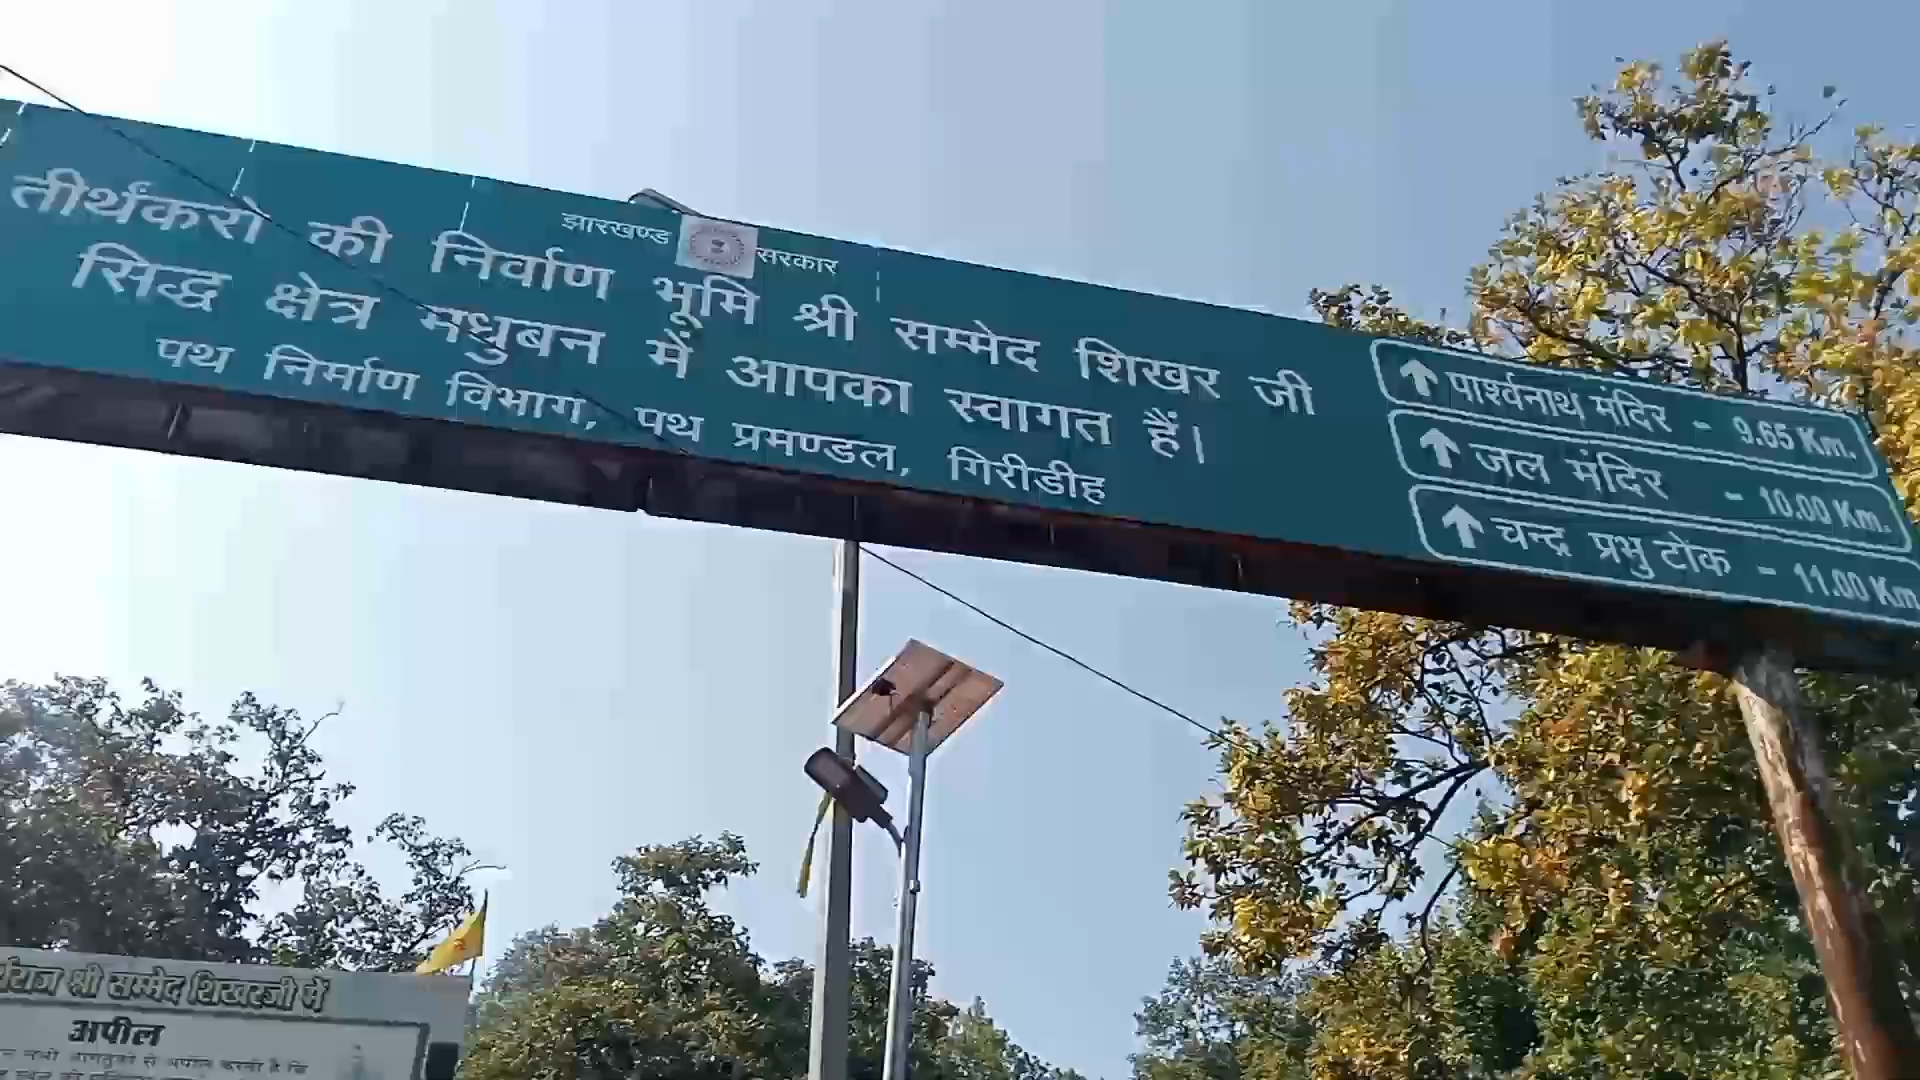 झारखण्ड सरकार
तीर्थंकरो की निर्वाण भूमि श्री सम्मेद शिखर जी
सिद्ध क्षेत्र मधुबन में आपका स्वागत हैं।
पथ निर्माण विभाग, पथ प्रमण्डल, गिरीडीह
पार्श्वनाथ मंदिर - 9.65 Km.
जल मंदिर - 10.00 Km.
चन्द्र प्रभु टोंक - 11.00 Km
श्री सम्मेद शिखरजी में
अपील